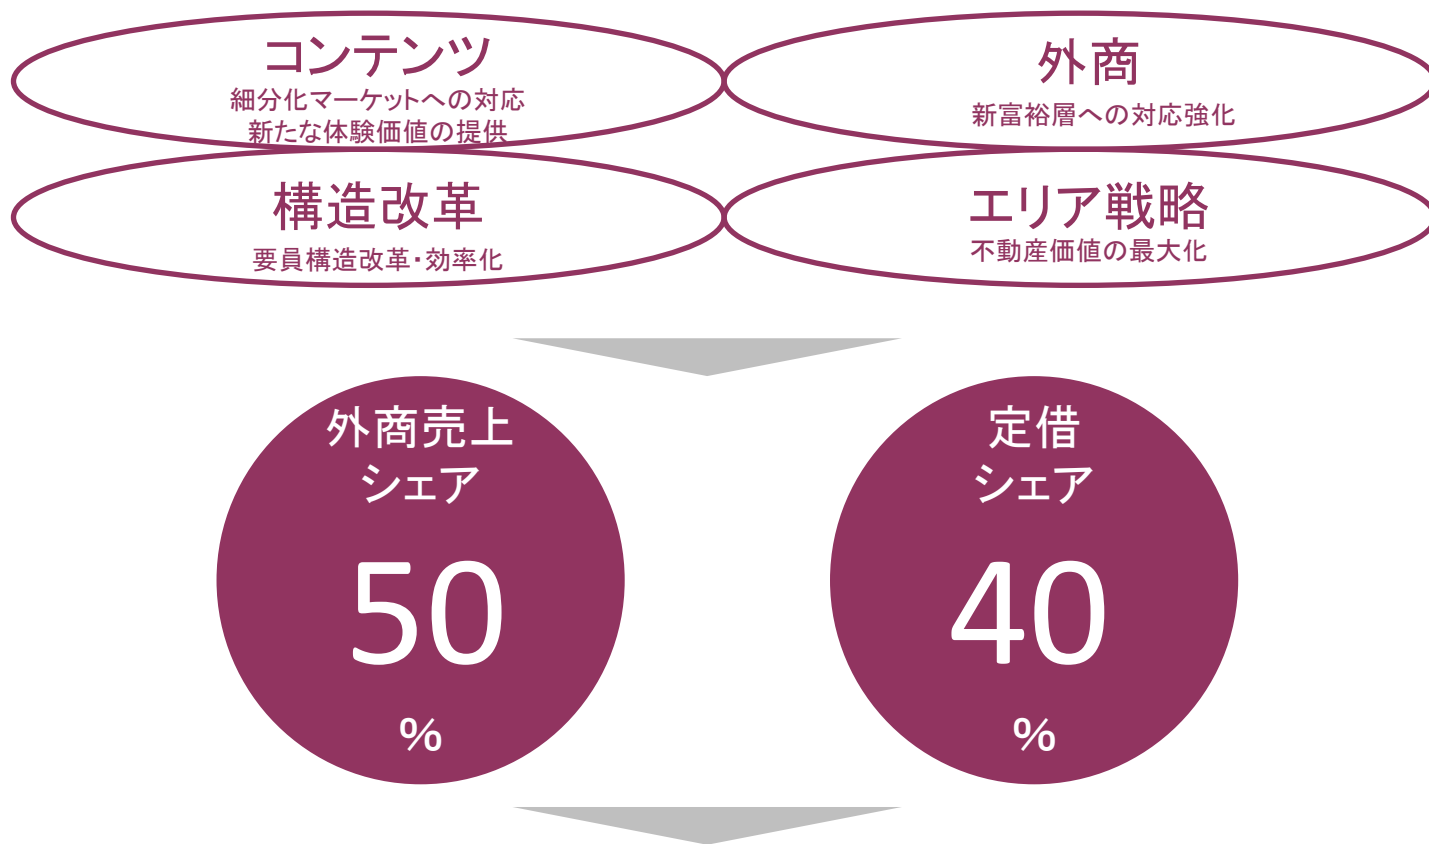 コンテンツ
細分化マーケットへの対応
新たな体験価値の提供
外商
新富裕層への対応強化
構造改革
要員構造改革・効率化
エリア戦略
不動産価値の最大化
外商売上
シェア
50
%
定借
シェア
40
%